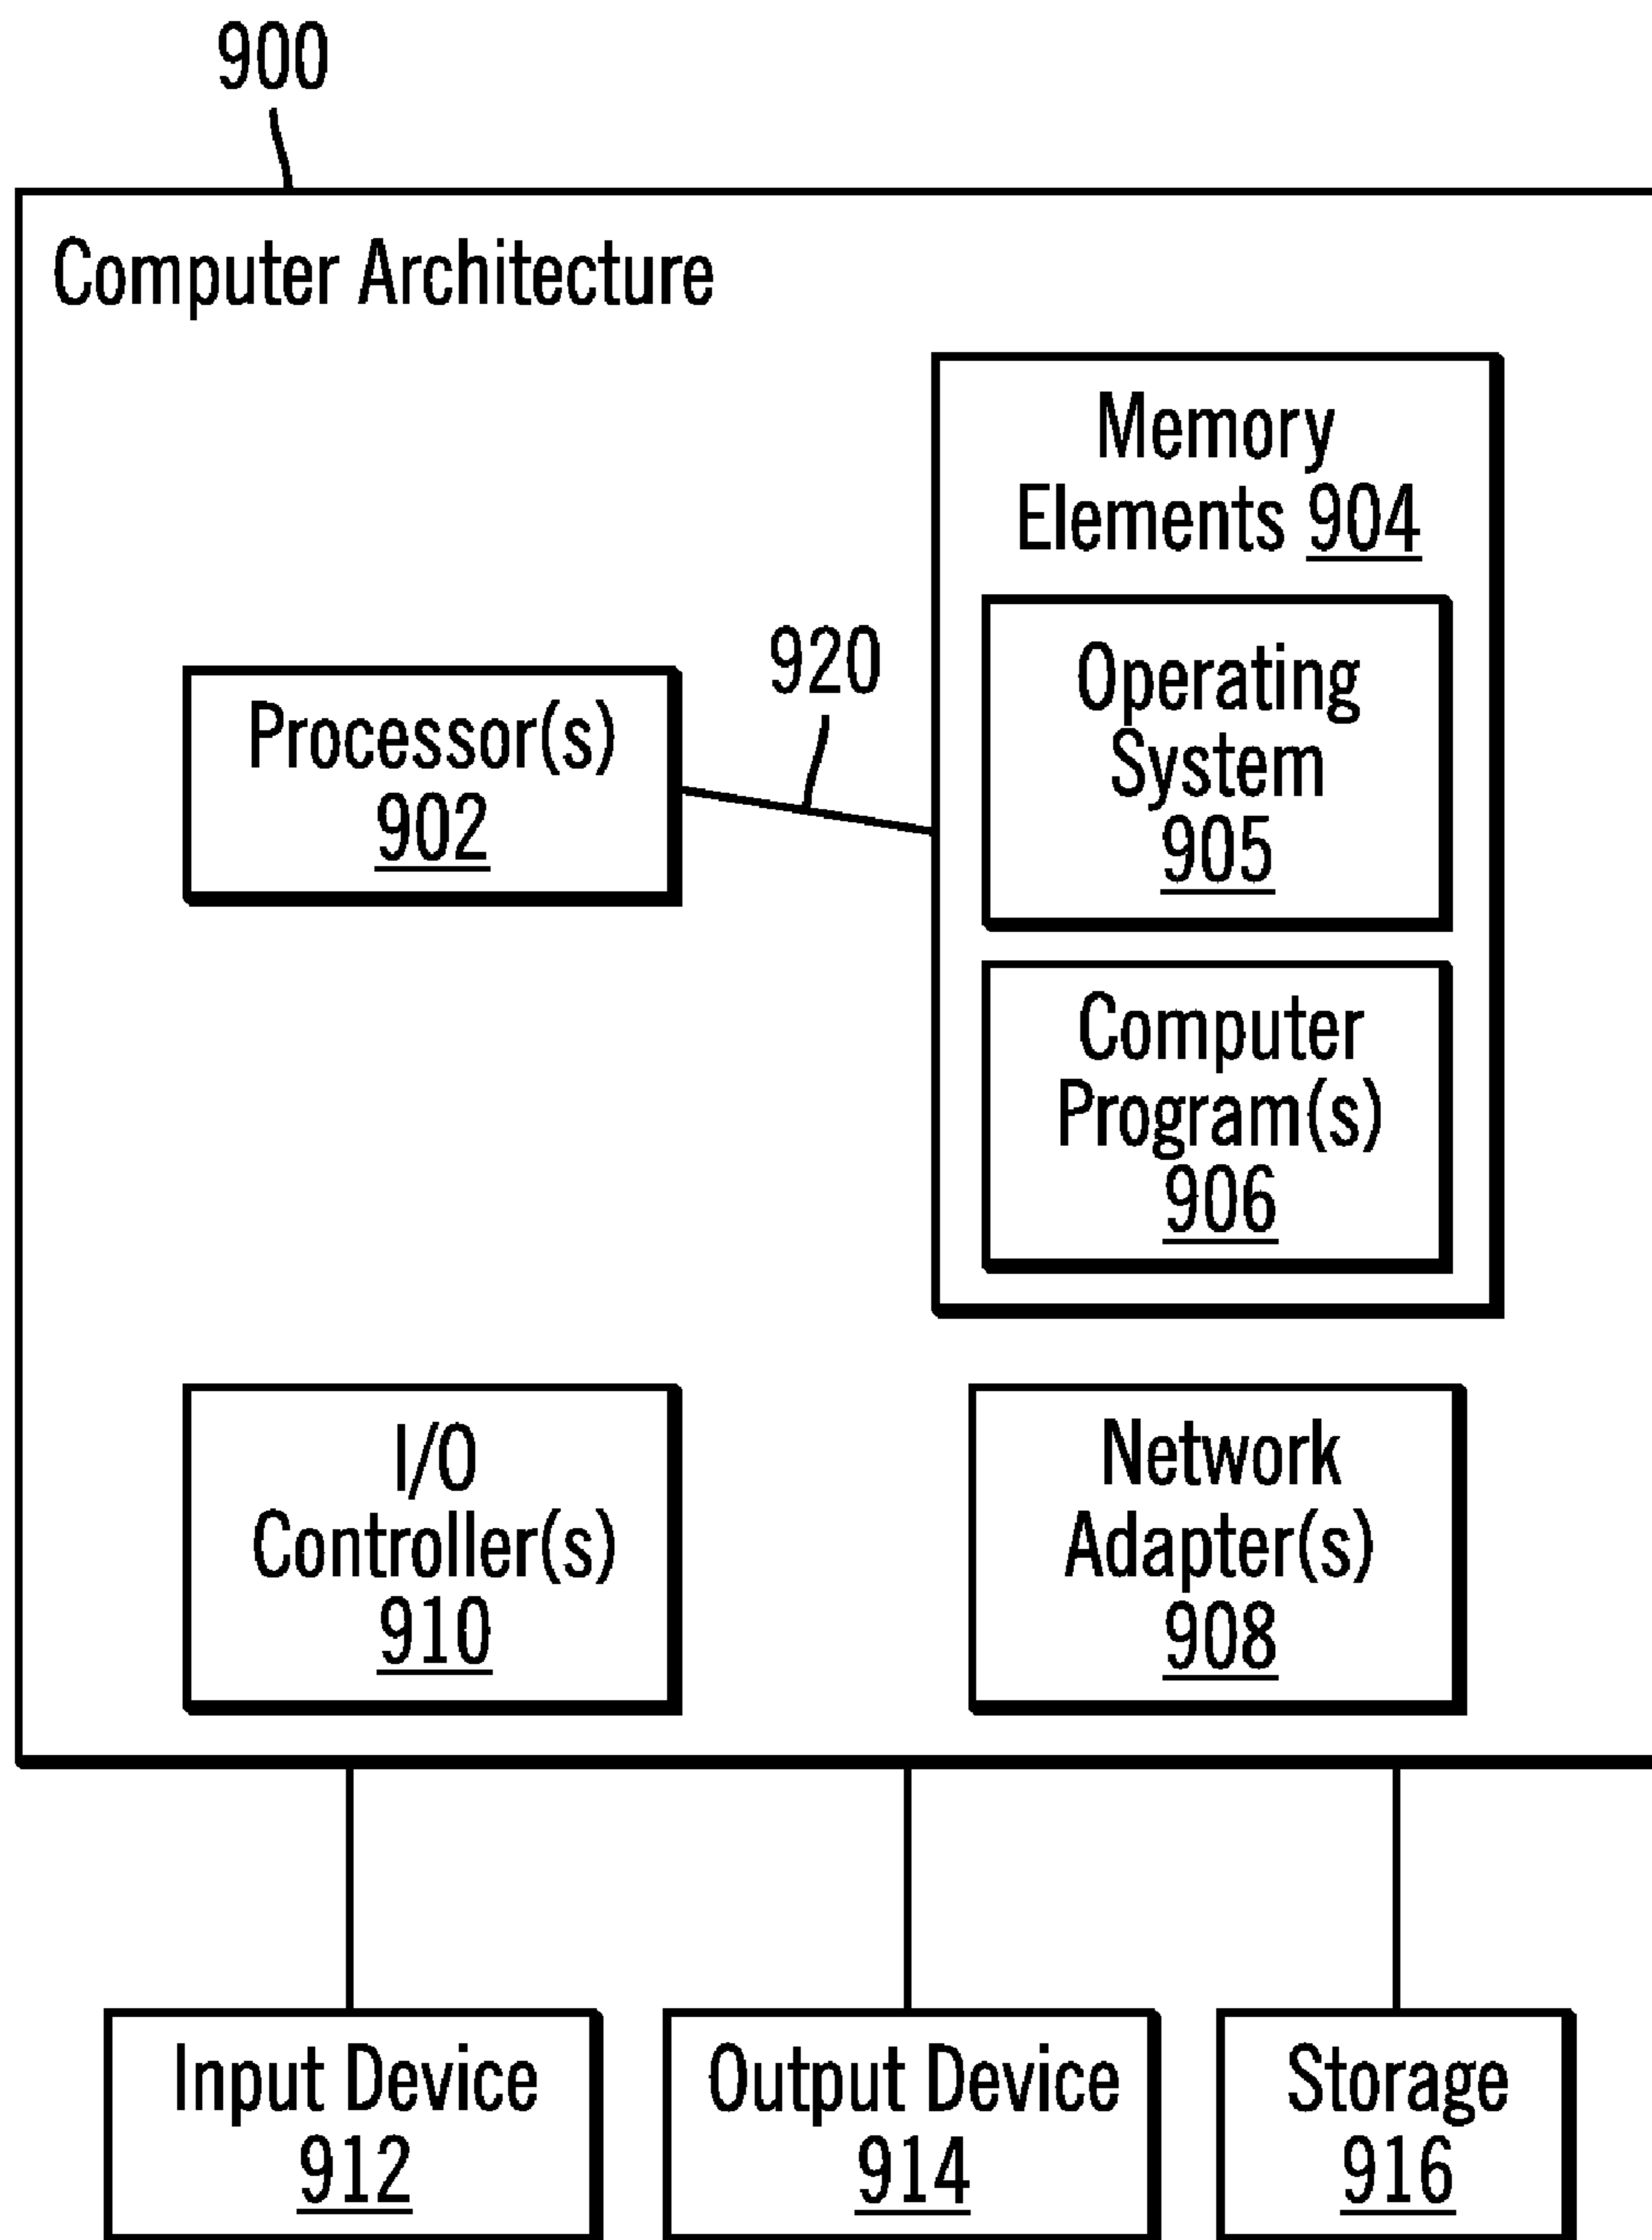 900
Computer Architecture
Memory
Elements 904
920
Operating
System
905
Processor(s)
902
Computer
Program(s)
906
I/O
Controller(s)
910
Network
Adapter(s)
908
Input Device
912
Output Device
914
Storage
916